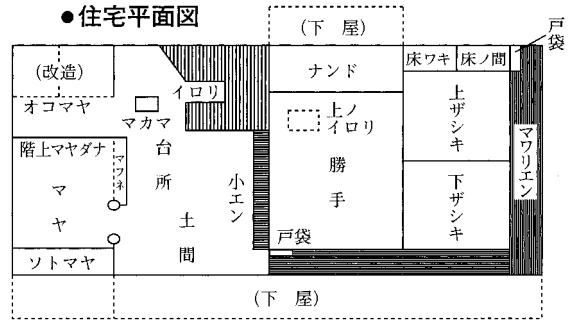 ●住宅平面図
(下　屋)
戸袋
(改造)
オコマヤ
イロリ
マカマ
ナンド
床ワキ
床ノ間
上ノ
イロリ
上ザシキ
マワリエン
階上マヤダナ
マヤ
台所
土間
小エン
勝手
下ザシキ
戸袋
ソトマヤ
(下　屋)